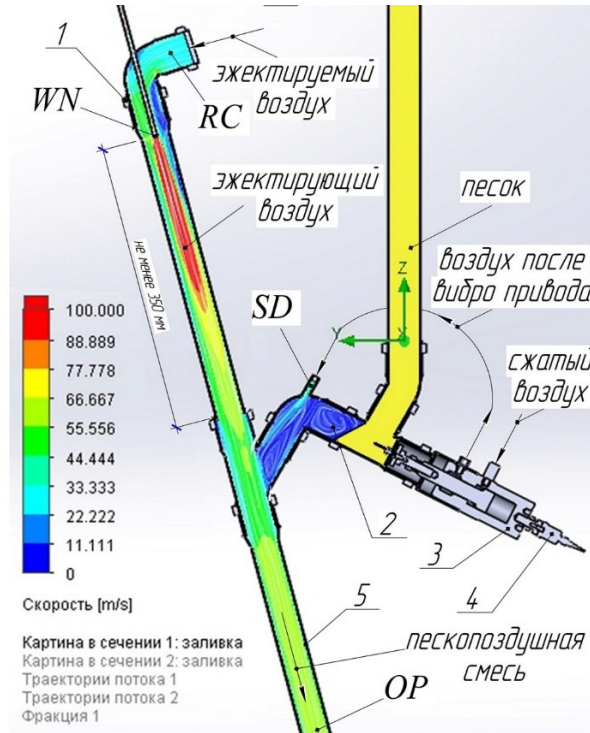 1
WN
RC
эжектируемый
воздух
эжектирующий
воздух
песок
не менее 350 мм
Z
Y
X
воздух после
вибро привода
SD
сжатый
воздух
100.000
88.889
77.778
66.667
55.556
44.444
33.333
22.222
11.111
0
2
3
4
5
Скорость [m/s]
Картина в сечении 1: заливка
Картина в сечении 2: заливка
Траектории потока 1
Траектории потока 2
Фракция 1
пескопоздушная
смесь
OP